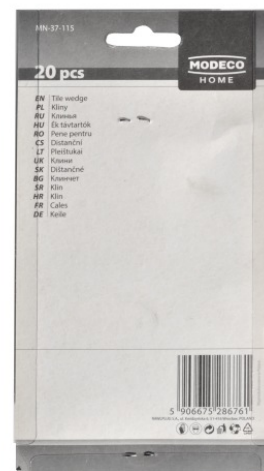 MN-37-115
20 pcs
MODECO
HOME
EN Tile wedge
PL Kliny
RU Клинья
HU Ék távtartók
RO Pene pentru
CS Distanční
LT Pleištukai
UK Клини
SK Dištančné
BG Клинчет
SR Klin
HR Klin
FR Cales
DE Keile
5 906675 286761